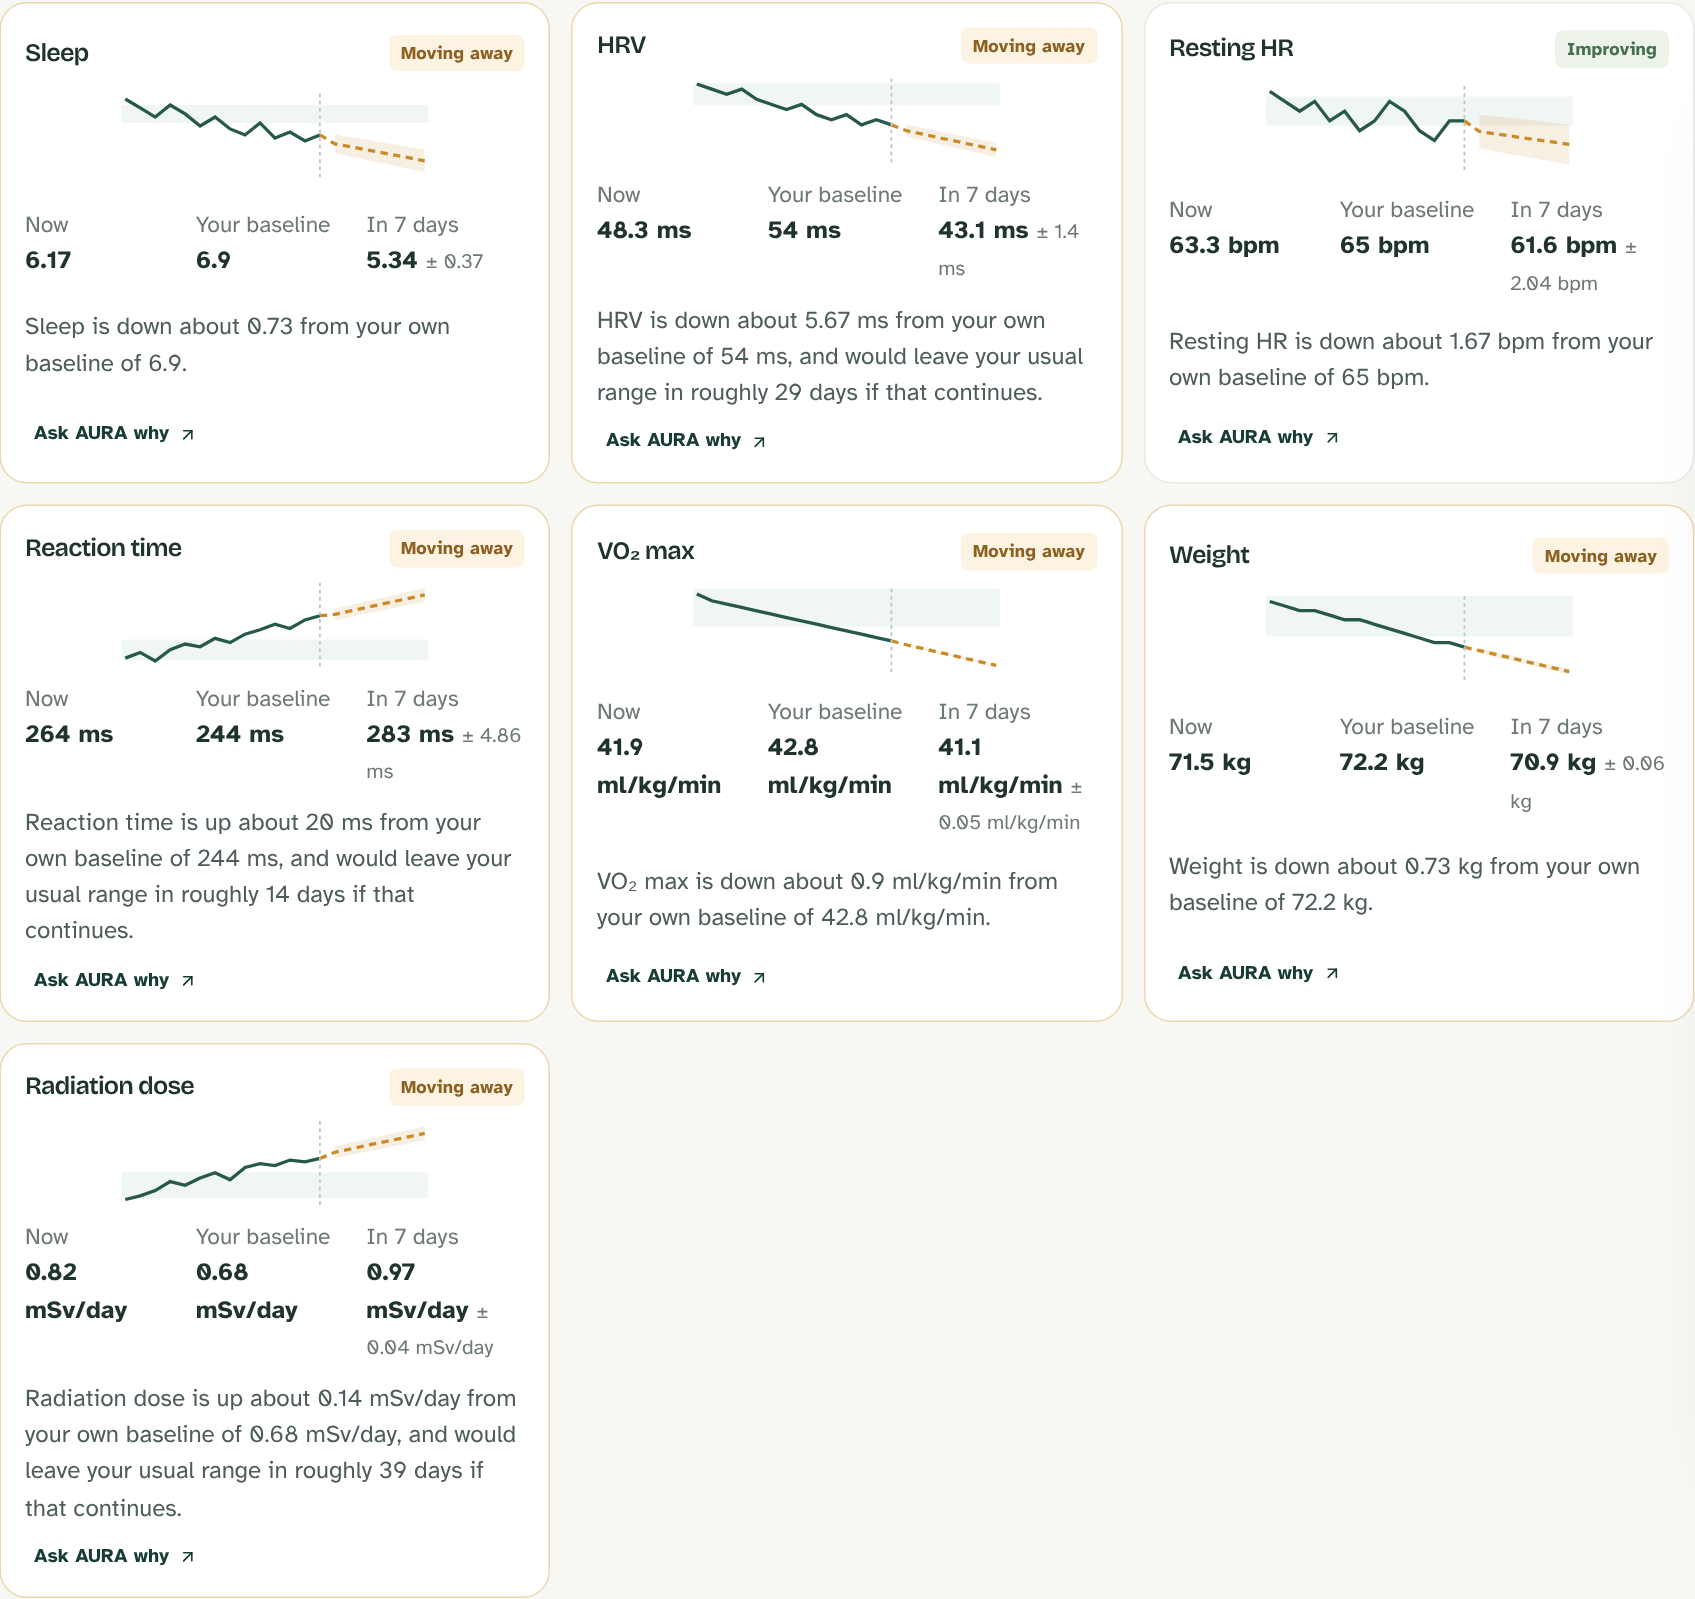 Sleep
Moving away
Now
Your baseline
In 7 days
6.17
6.9
5.34 ± 0.37
Sleep is down about 0.73 from your own
baseline of 6.9.
Ask AURA why ↗
HRV
Moving away
Now
Your baseline
In 7 days
48.3 ms
54 ms
43.1 ms ± 1.4
ms
HRV is down about 5.67 ms from your own
baseline of 54 ms, and would leave your usual
range in roughly 29 days if that continues.
Ask AURA why ↗
Resting HR
Improving
Now
Your baseline
In 7 days
63.3 bpm
65 bpm
61.6 bpm ±
2.04 bpm
Resting HR is down about 1.67 bpm from your
own baseline of 65 bpm.
Ask AURA why ↗
Reaction time
Moving away
Now
Your baseline
In 7 days
264 ms
244 ms
283 ms ± 4.86
ms
Reaction time is up about 20 ms from your
own baseline of 244 ms, and would leave your
usual range in roughly 14 days if that
continues.
Ask AURA why ↗
VO₂ max
Moving away
Now
Your baseline
In 7 days
41.9
42.8
41.1
ml/kg/min
ml/kg/min
ml/kg/min ±
0.05 ml/kg/min
VO₂ max is down about 0.9 ml/kg/min from
your own baseline of 42.8 ml/kg/min.
Ask AURA why ↗
Weight
Moving away
Now
Your baseline
In 7 days
71.5 kg
72.2 kg
70.9 kg ± 0.06
kg
Weight is down about 0.73 kg from your own
baseline of 72.2 kg.
Ask AURA why ↗
Radiation dose
Moving away
Now
Your baseline
In 7 days
0.82
0.68
0.97
mSv/day
mSv/day
mSv/day ±
0.04 mSv/day
Radiation dose is up about 0.14 mSv/day from
your own baseline of 0.68 mSv/day, and would
leave your usual range in roughly 39 days if
that continues.
Ask AURA why ↗